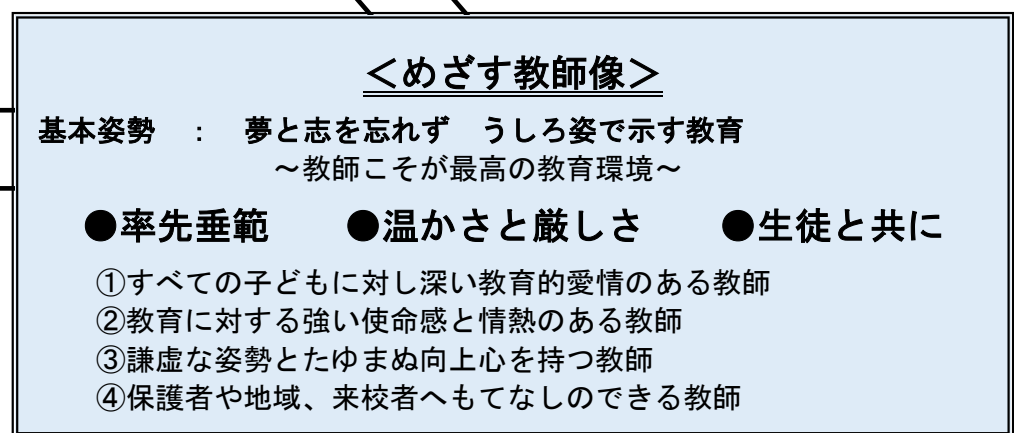 ＜めざす教師像＞
基本姿勢　：　夢と志を忘れず　うしろ姿で示す教育
～教師こそが最高の教育環境～
●率先垂範　●温かさと厳しさ　●生徒と共に
①すべての子どもに対し深い教育的愛情のある教師
②教育に対する強い使命感と情熱のある教師
③謙虚な姿勢とたゆまぬ向上心を持つ教師
④保護者や地域、来校者へもてなしのできる教師